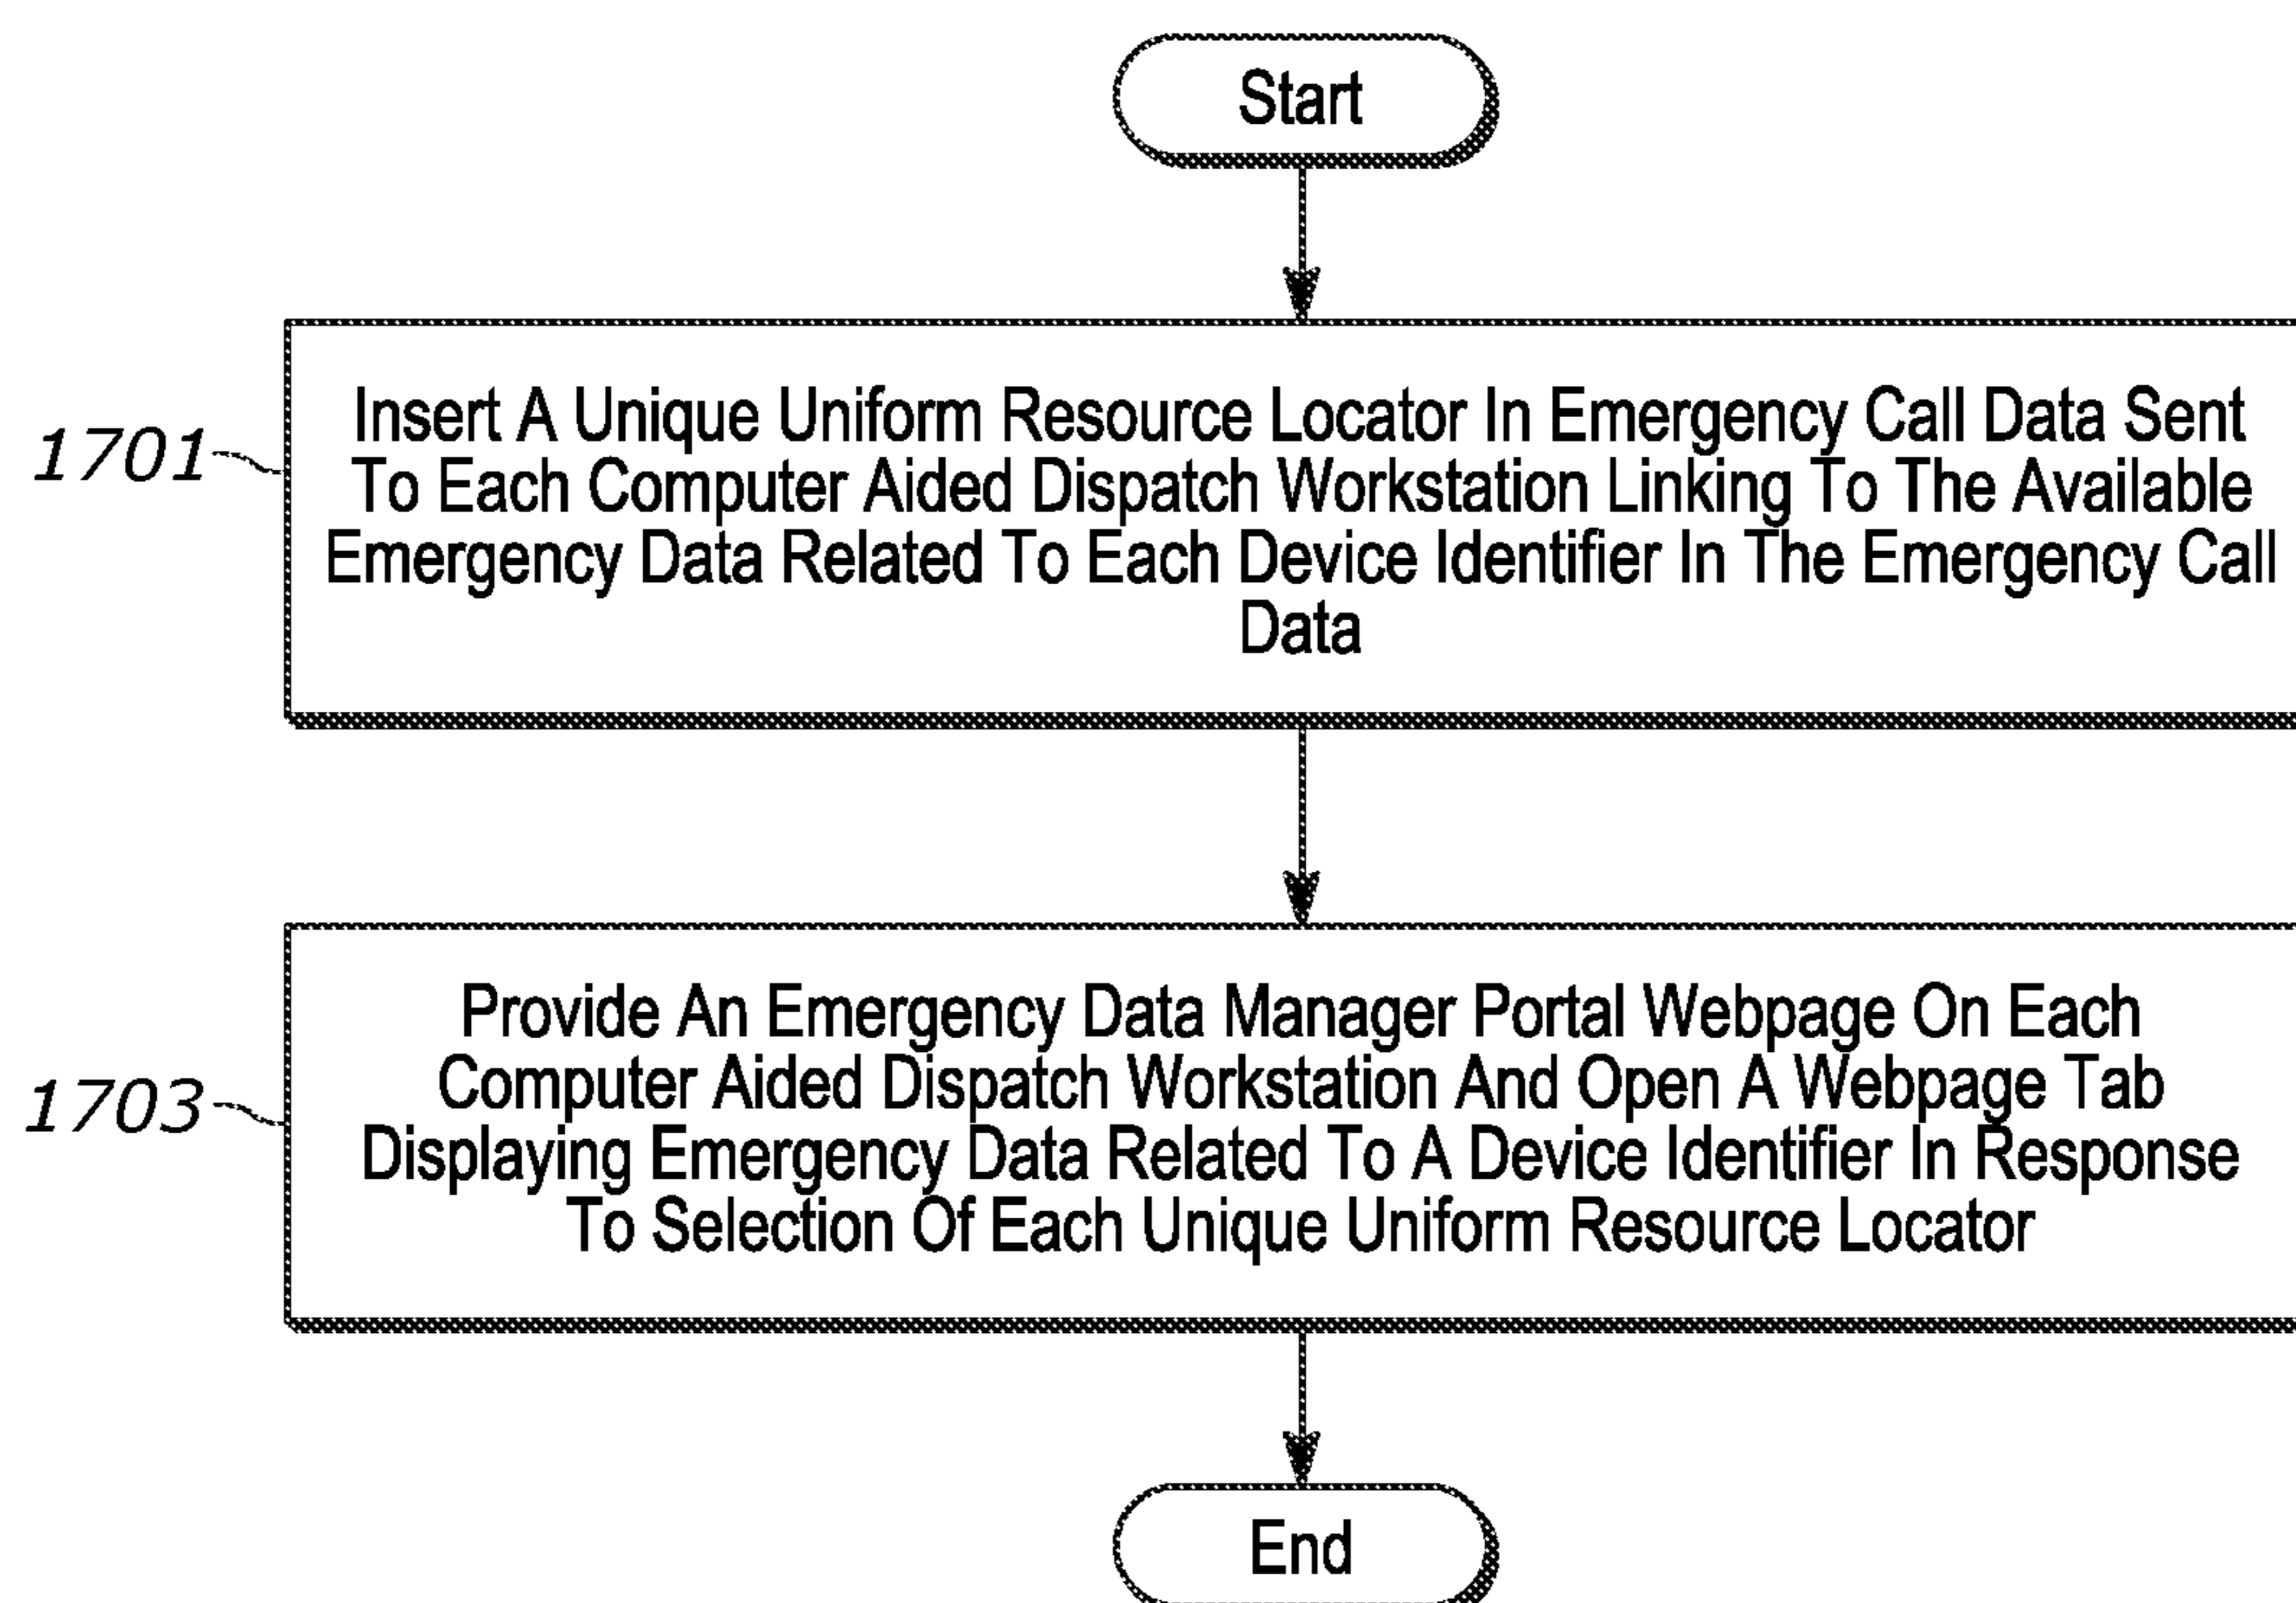 Start
1701
Insert A Unique Uniform Resource Locator In Emergency Call Data Sent
To Each Computer Aided Dispatch Workstation Linking To The Available
Emergency Data Related To Each Device Identifier In The Emergency Call
Data
1703
Provide An Emergency Data Manager Portal Webpage On Each
Computer Aided Dispatch Workstation And Open A Webpage Tab
Displaying Emergency Data Related To A Device Identifier In Response
To Selection Of Each Unique Uniform Resource Locator
End